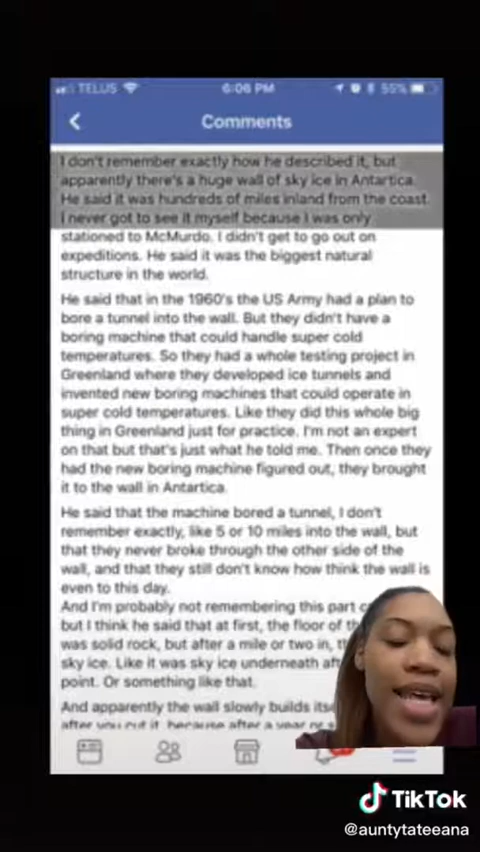 TELUS 6:06 PM 55%
Comments
I don't remember exactly how he described it, but
apparently there's a huge wall of sky ice in Antartica.
He said it was hundreds of miles inland from the coast.
I never got to see it myself because I was only
stationed to McMurdo. I didn't get to go out on
expeditions. He said it was the biggest natural
structure in the world.
He said that in the 1960's the US Army had a plan to
bore a tunnel into the wall. But they didn't have a
boring machine that could handle super cold
temperatures. So they had a whole testing project in
Greenland where they developed ice tunnels and
invented new boring machines that could operate in
super cold temperatures. Like they did this whole big
thing in Greenland just for practice. I'm not an expert
on that but that's just what he told me. Then once they
had the new boring machine figured out, they brought
it to the wall in Antartica.
He said that the machine bored a tunnel, I don't
remember exactly, like 5 or 10 miles into the wall, but
that they never broke through the other side of the
wall, and that they still don't know how think the wall is
even to this day.
And I'm probably not remembering this part
but I think he said that at first, the floor of
was solid rock, but after a mile or two in,
sky ice. Like it was sky ice underneath
point. Or something like that.
And apparently the wall slowly builds
after you cut it, because after a year or
TikTok
@auntytateeana